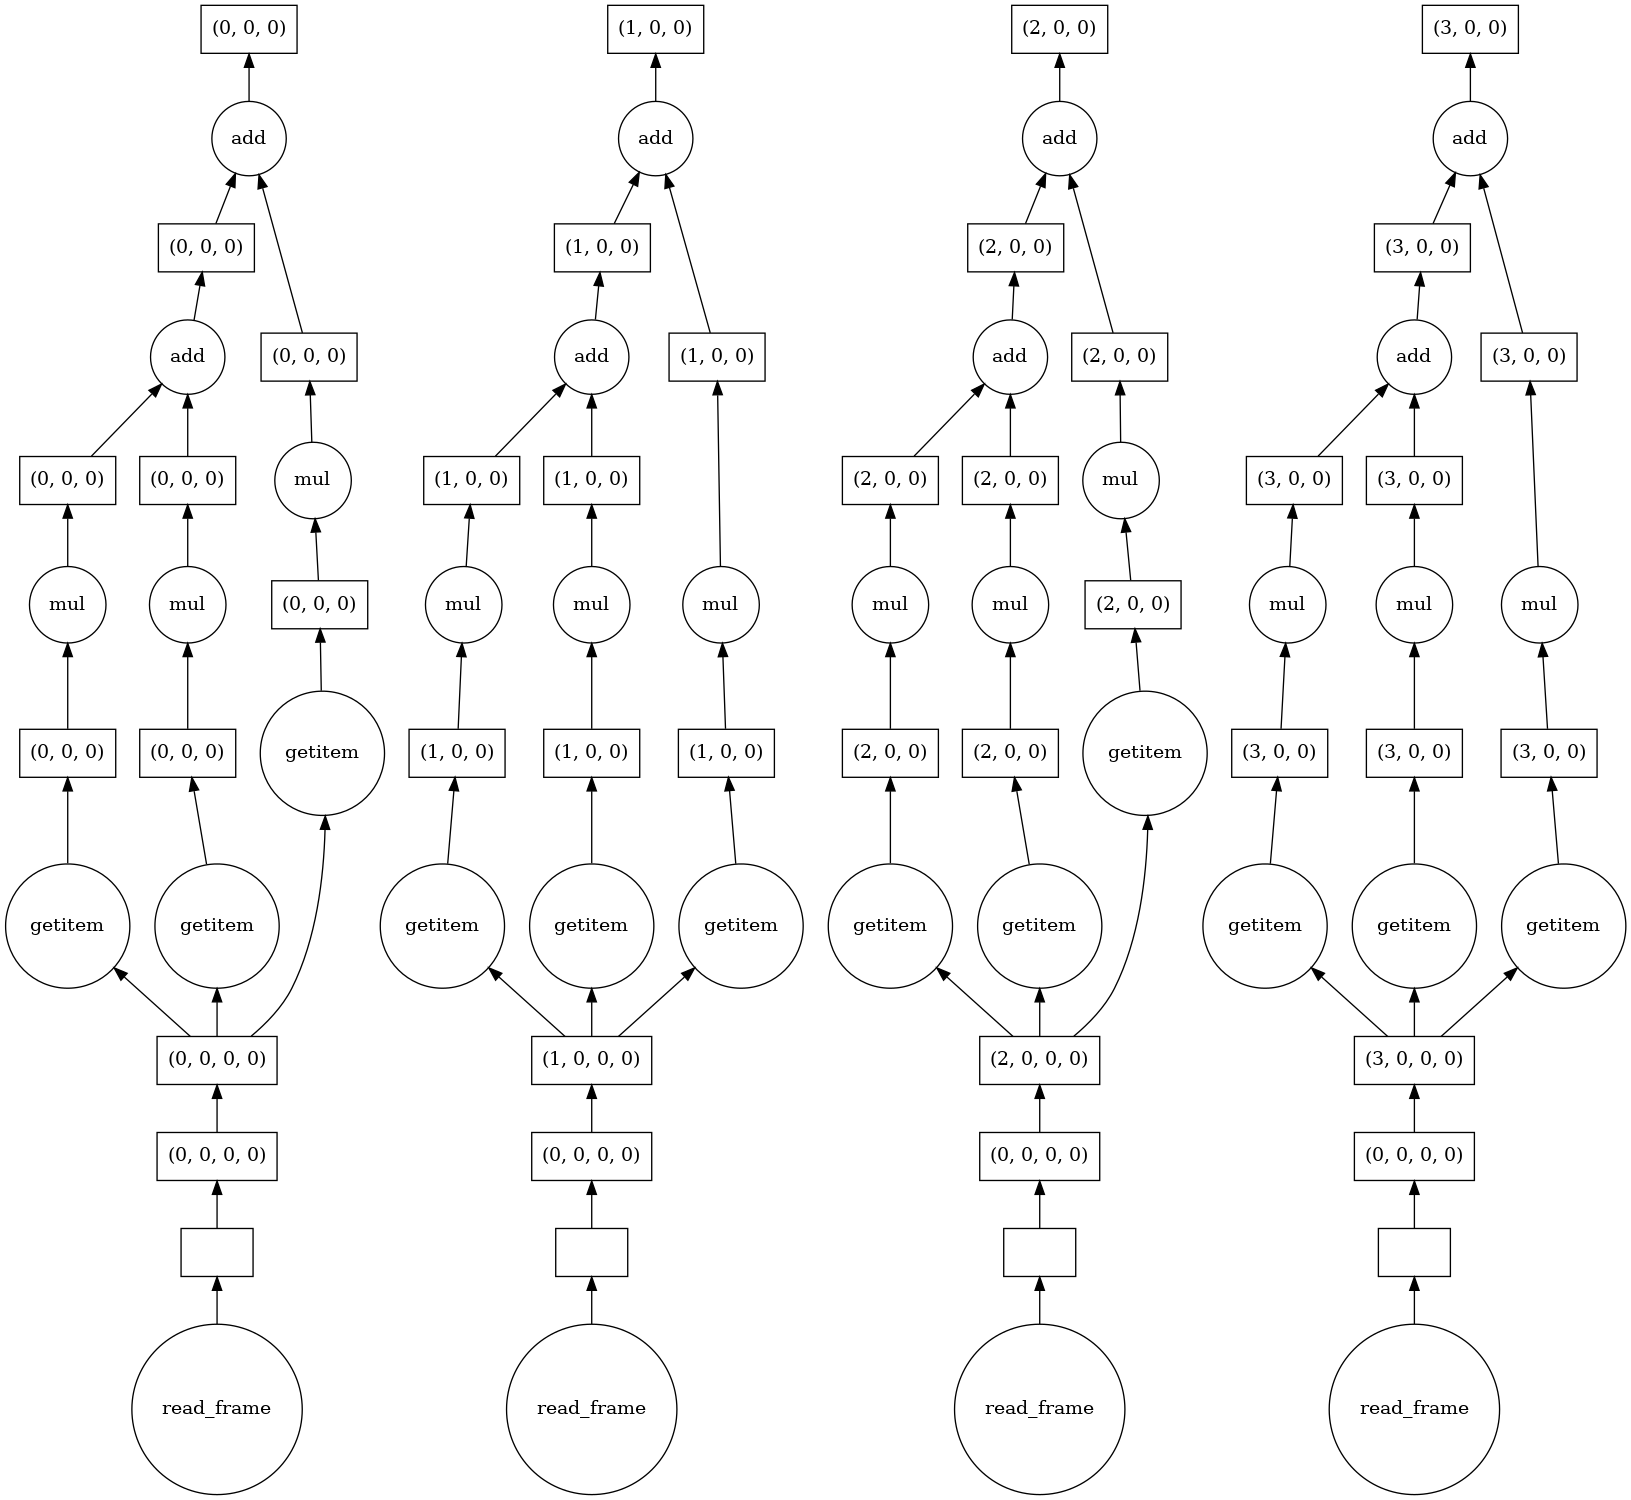 (0, 0, 0) (1, 0, 0) (2, 0, 0) (3, 0, 0)
add add add add
(0, 0, 0) (1, 0, 0) (2, 0, 0) (3, 0, 0)
add (0, 0, 0) add (1, 0, 0) add (2, 0, 0) add (3, 0, 0)
(0, 0, 0) (0, 0, 0) mul (1, 0, 0) (1, 0, 0) (2, 0, 0) (2, 0, 0) mul (3, 0, 0) (3, 0, 0)
mul mul (0, 0, 0) mul mul mul mul mul (2, 0, 0) mul mul mul
(0, 0, 0) (0, 0, 0) getitem (1, 0, 0) (1, 0, 0) (1, 0, 0) (2, 0, 0) (2, 0, 0) getitem (3, 0, 0) (3, 0, 0) (3, 0, 0)
getitem getitem getitem getitem getitem getitem getitem getitem getitem getitem
(0, 0, 0, 0) (1, 0, 0, 0) (2, 0, 0, 0) (3, 0, 0, 0)
(0, 0, 0, 0) (0, 0, 0, 0) (0, 0, 0, 0) (0, 0, 0, 0)
read_frame read_frame read_frame read_frame